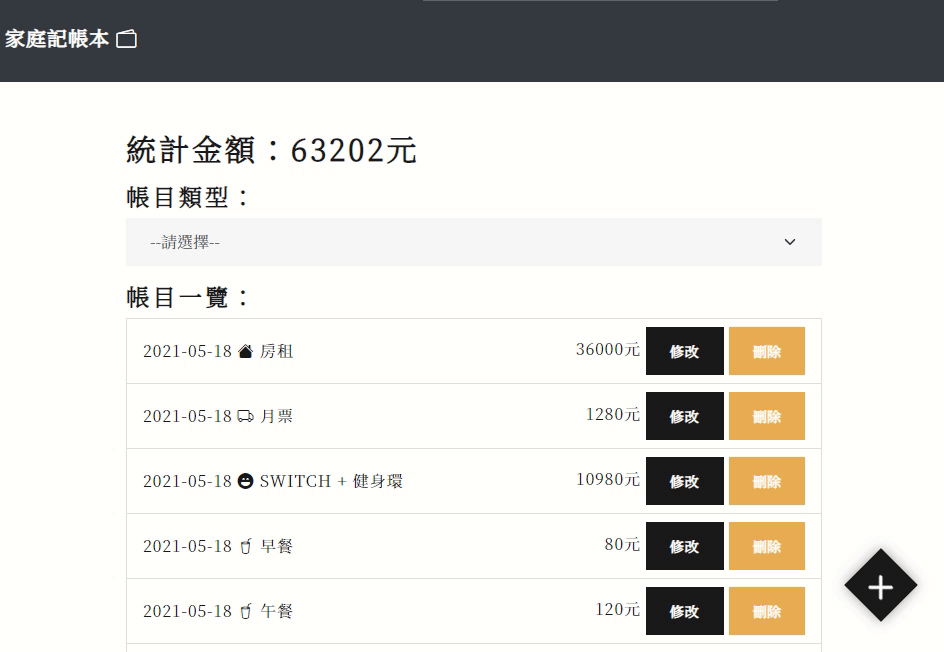 家庭記帳本
統計金額：63202元
帳目類型：
--請選擇--
帳目一覽：
2021-05-18 房租 36000元 修改 刪除
2021-05-18 月票 1280元 修改 刪除
2021-05-18 SWITCH + 健身環 10980元 修改 刪除
2021-05-18 早餐 80元 修改 刪除
2021-05-18 午餐 120元 修改 刪除